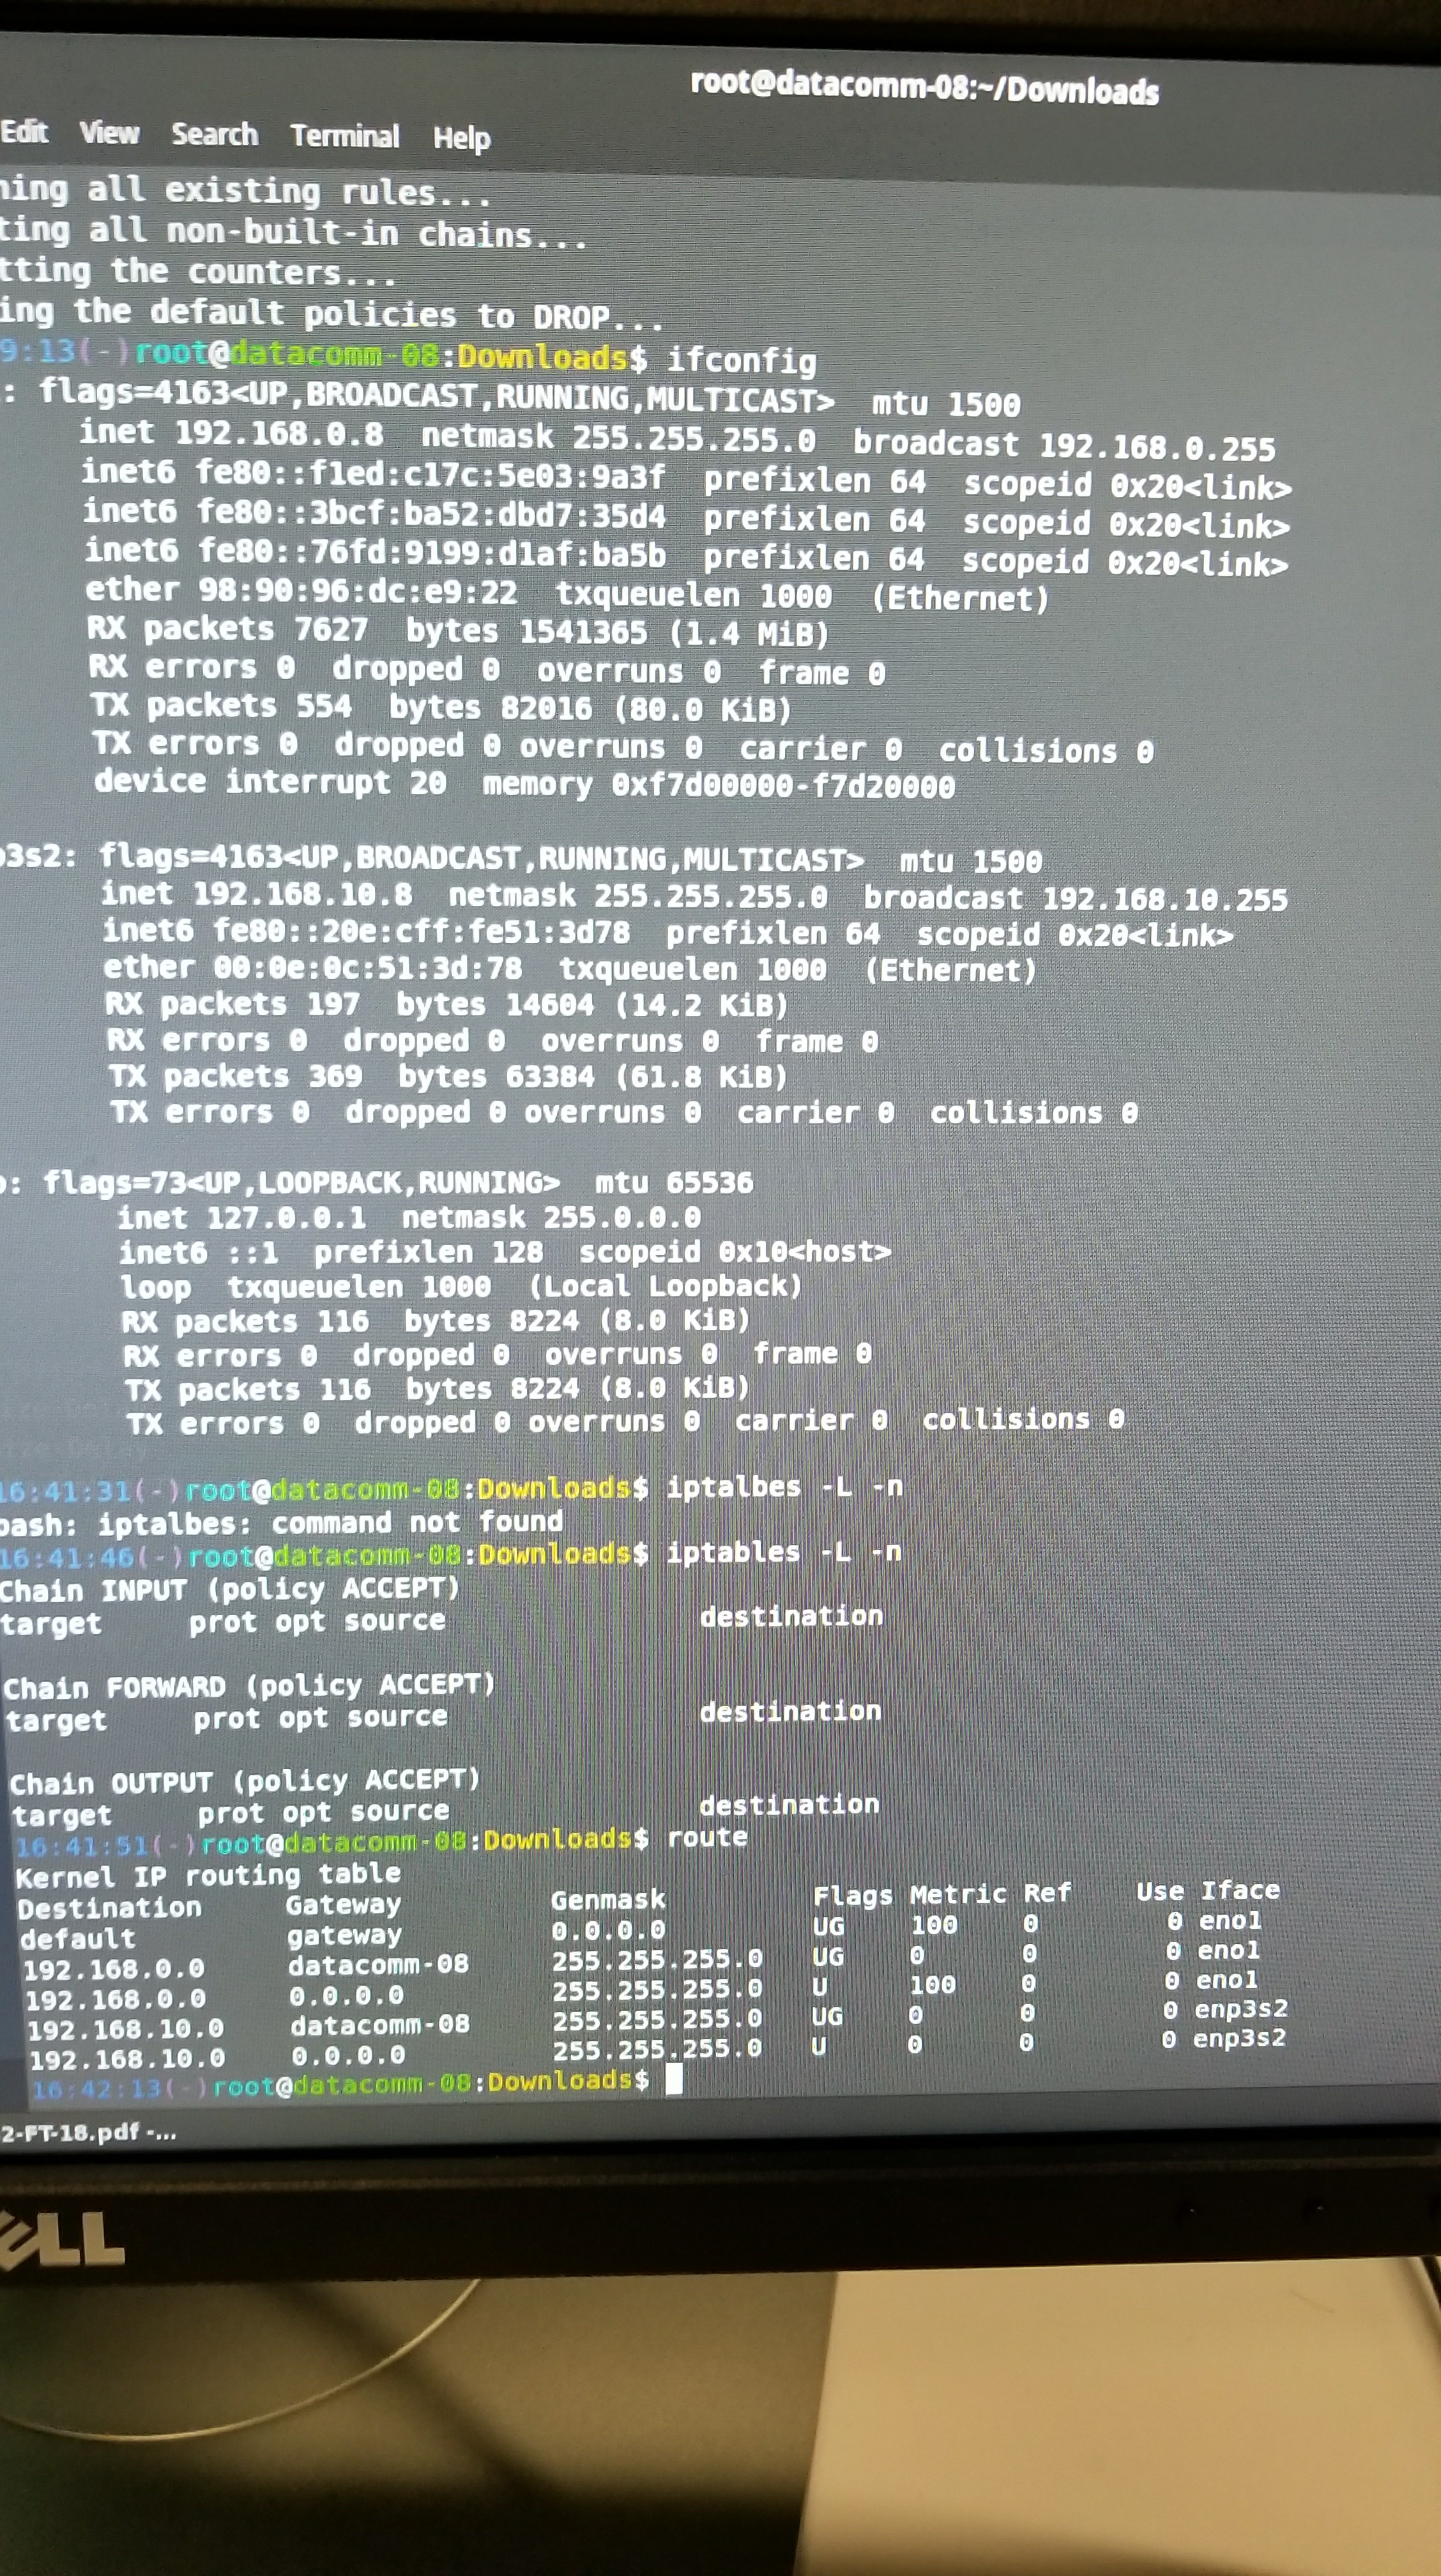 root@datacomm-08:~/Downloads
Edit View Search Terminal Help
ing all existing rules...
ting all non-built-in chains...
tting the counters...
ing the default policies to DROP...
9:13(-)root@datacomm-08:Downloads$ ifconfig
: flags=4163<UP,BROADCAST,RUNNING,MULTICAST> mtu 1500
inet 192.168.0.8 netmask 255.255.255.0 broadcast 192.168.0.255
inet6 fe80::f1ed:c17c:5e03:9a3f prefixlen 64 scopeid 0x20<link>
inet6 fe80::3bcf:ba52:dbd7:35d4 prefixlen 64 scopeid 0x20<link>
inet6 fe80::76fd:9199:d1af:ba5b prefixlen 64 scopeid 0x20<link>
ether 98:90:96:dc:e9:22 txqueuelen 1000 (Ethernet)
RX packets 7627 bytes 1541365 (1.4 MiB)
RX errors 0 dropped 0 overruns 0 frame 0
TX packets 554 bytes 82016 (80.0 KiB)
TX errors 0 dropped 0 overruns 0 carrier 0 collisions 0
device interrupt 20 memory 0xf7d00000-f7d20000
p3s2: flags=4163<UP,BROADCAST,RUNNING,MULTICAST> mtu 1500
inet 192.168.10.8 netmask 255.255.255.0 broadcast 192.168.10.255
inet6 fe80::20e:cff:fe51:3d78 prefixlen 64 scopeid 0x20<link>
ether 00:0e:0c:51:3d:78 txqueuelen 1000 (Ethernet)
RX packets 197 bytes 14604 (14.2 KiB)
RX errors 0 dropped 0 overruns 0 frame 0
TX packets 369 bytes 63384 (61.8 KiB)
TX errors 0 dropped 0 overruns 0 carrier 0 collisions 0
o: flags=73<UP,LOOPBACK,RUNNING> mtu 65536
inet 127.0.0.1 netmask 255.0.0.0
inet6 ::1 prefixlen 128 scopeid 0x10<host>
loop txqueuelen 1000 (Local Loopback)
RX packets 116 bytes 8224 (8.0 KiB)
RX errors 0 dropped 0 overruns 0 frame 0
TX packets 116 bytes 8224 (8.0 KiB)
TX errors 0 dropped 0 overruns 0 carrier 0 collisions 0
16:41:31(-)root@datacomm-08:Downloads$ iptalbes -L -n
bash: iptalbes: command not found
16:41:46(-)root@datacomm-08:Downloads$ iptables -L -n
Chain INPUT (policy ACCEPT)
target prot opt source destination
Chain FORWARD (policy ACCEPT)
target prot opt source destination
Chain OUTPUT (policy ACCEPT)
target prot opt source destination
16:41:51(-)root@datacomm-08:Downloads$ route
Kernel IP routing table
Destination Gateway Genmask Flags Metric Ref Use Iface
default gateway 0.0.0.0 UG 100 0 0 eno1
192.168.0.0 datacomm-08 255.255.255.0 UG 0 0 0 eno1
192.168.0.0 0.0.0.0 255.255.255.0 U 100 0 0 eno1
192.168.10.0 datacomm-08 255.255.255.0 UG 0 0 0 enp3s2
192.168.10.0 0.0.0.0 255.255.255.0 U 0 0 0 enp3s2
16:42:13(-)root@datacomm-08:Downloads$
2-FT-18.pdf -...
ELL